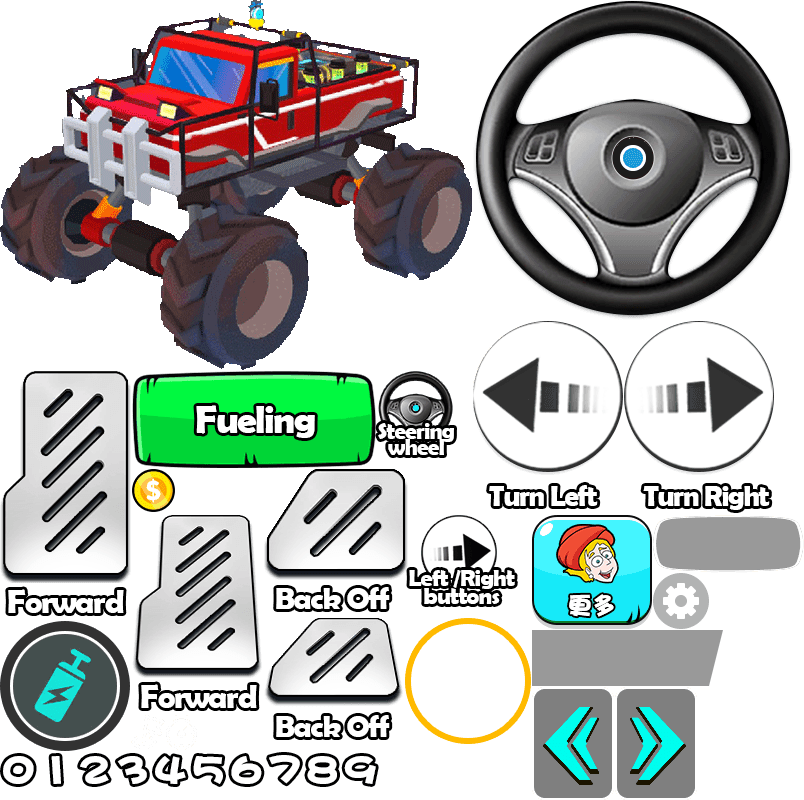 Fueling
Steering
wheel
Turn Left
Turn Right
$
Forward
Back Off
Left /Right
buttons
更多
Forward
Back Off
0123456789